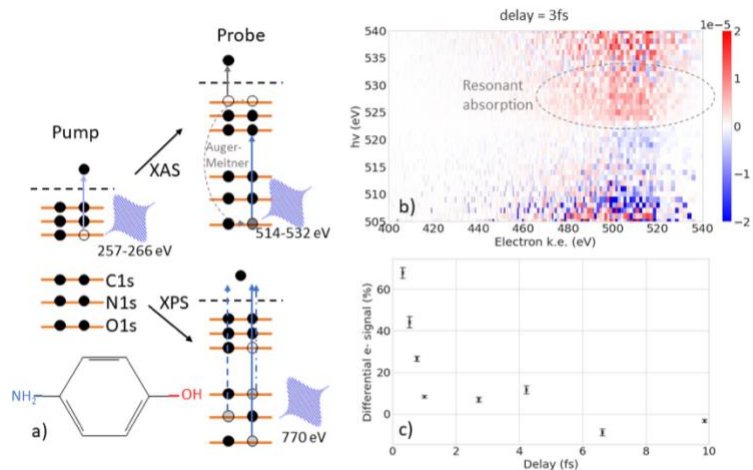 Probe
Pump
XAS
Auger-
Meitner
257-266 eV
514-532 eV
C1s
N1s
O1s
XPS
770 eV
NH2
OH
a)
delay = 3fs
1e−5
hv (eV)
540
535
530
525
520
515
510
505
Resonant
absorption
b)
400
420
440
460
480
500
520
540
Electron k.e. (eV)
2
1
0
−1
−2
Differential e- signal (%)
60
40
20
0
c)
0
2
4
6
8
10
Delay (fs)